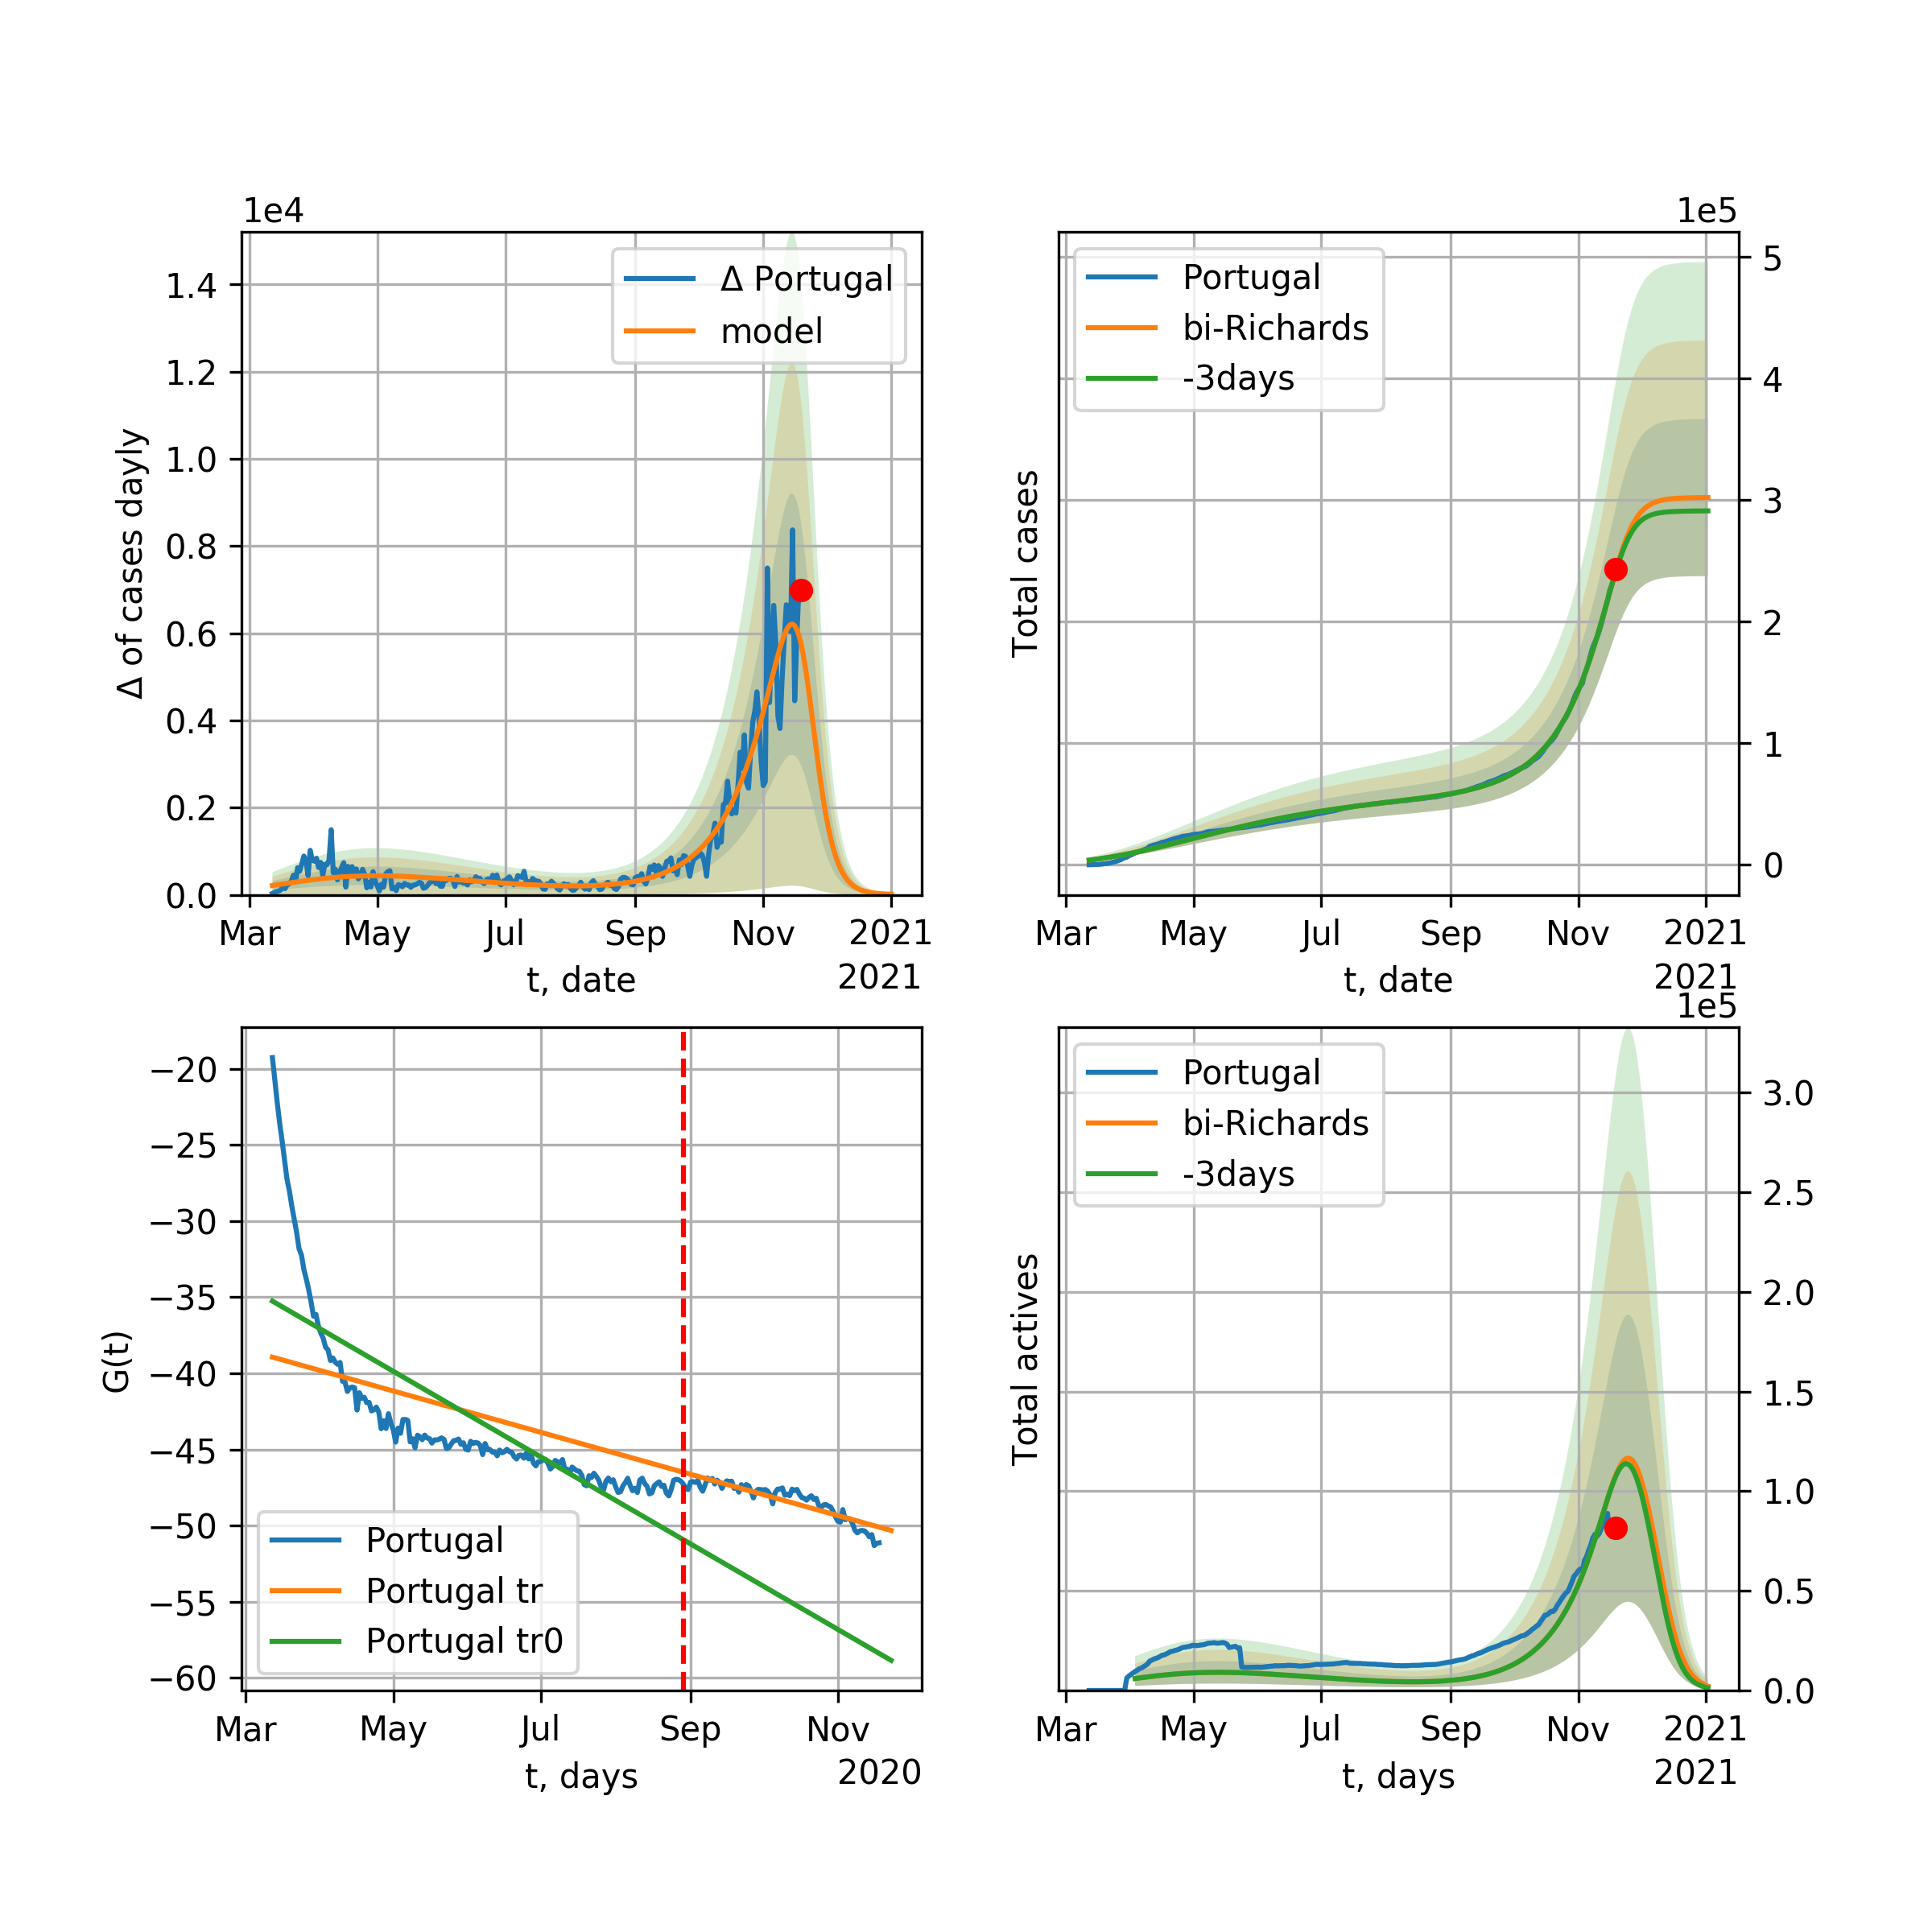 1e4
Δ of cases dayly
1.4
1.2
1.0
0.8
0.6
0.4
0.2
0.0
Δ Portugal
model
Mar May Jul Sep Nov 2021
t, date
2021
1e5
Total cases
Portugal
bi-Richards
-3days
5
4
3
2
1
0
Mar May Jul Sep Nov 2021
t, date
2021
G(t)
−20
−25
−30
−35
−40
−45
−50
−55
−60
Portugal
Portugal tr
Portugal tr0
Mar May Jul Sep Nov
t, days
2020
1e5
Total actives
Portugal
bi-Richards
-3days
3.0
2.5
2.0
1.5
1.0
0.5
0.0
Mar May Jul Sep Nov 2021
t, days
2021